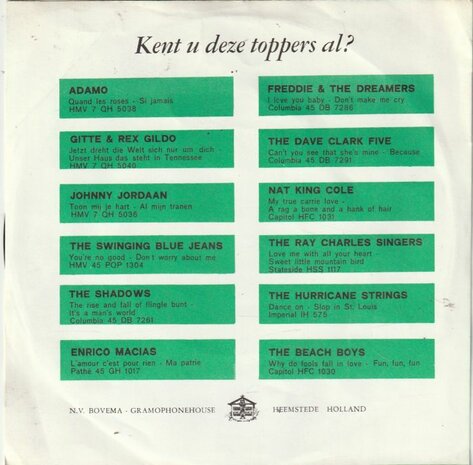 Kent u deze toppers al?
ADAMO
Quand les roses - Si jamais
HMV 7 QH 5038
GITTE & REX GILDO
Jetzt dreht die Welt sich nur um dich -
Unser Haus das steht in Tennessee
HMV 7 QH 5040
JOHNNY JORDAAN
Toon mij je hart - Al mijn tranen
HMV 7 QH 5036
THE SWINGING BLUE JEANS
You're no good - Don't worry about me
HMV 45 POP 1304
THE SHADOWS
The rise and fall of flingle bunt -
It's a man's world
Columbia 45 DB 7261
ENRICO MACIAS
L'amour c'est pour rien - Ma patrie
Pathé 45 GH 1017
FREDDIE & THE DREAMERS
I love you baby - Don't make me cry
Columbia 45 DB 7286
THE DAVE CLARK FIVE
Can't you see that she's mine - Because
Columbia 45 DB 7291
NAT KING COLE
My true carrie love -
A rag a bone and a hank of hair
Capitol HFC 1031
THE RAY CHARLES SINGERS
Love me with all your heart -
Sweet little mountain bird
Stateside HSS 1117
THE HURRICANE STRINGS
Dance on - Slop in St. Louis
Imperial IH 575
THE BEACH BOYS
Why do fools fall in love - Fun, fun, fun
Capitol HFC 1030
N.V. BOVEMA - GRAMOPHONEHOUSE HEEMSTEDE HOLLAND